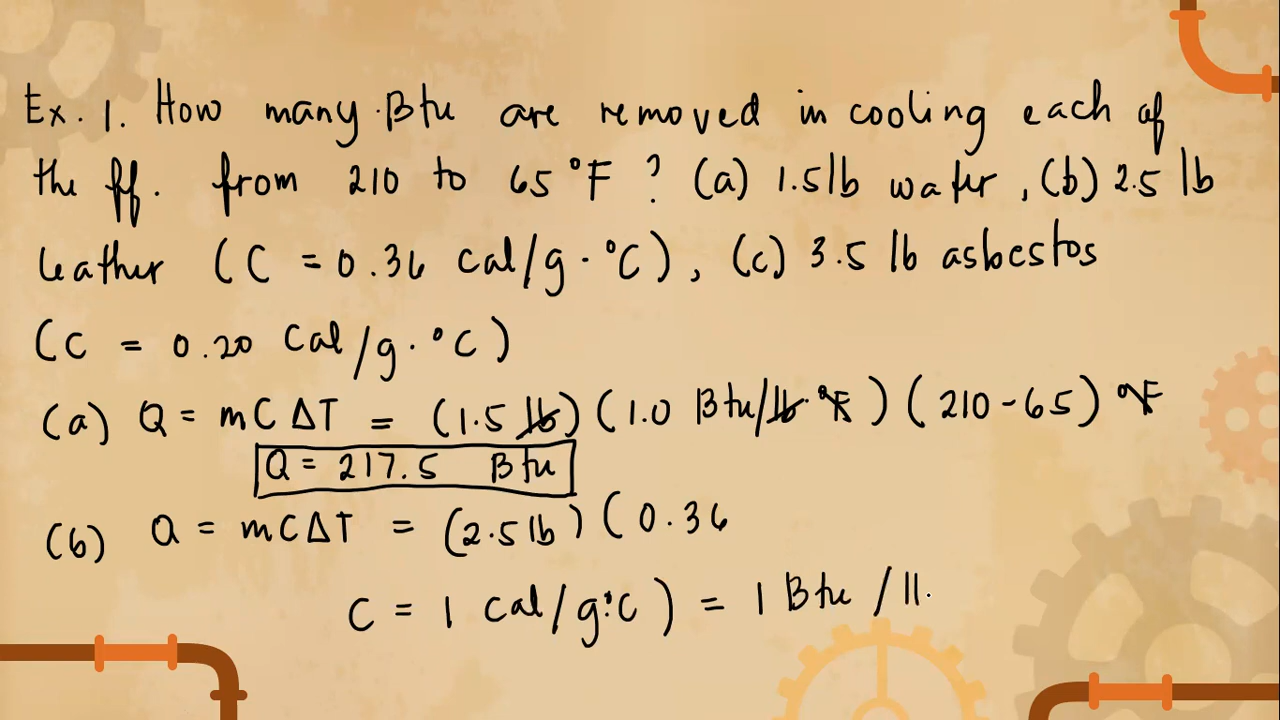 Ex. 1. How many Btu are removed in cooling each of
the ff. from 210 to 65 °F ? (a) 1.5 lb water , (b) 2.5 lb
leather (C = 0.36 cal/g · °C) , (c) 3.5 lb asbestos
(C = 0.20 Cal/g · °C)
(a) Q = mCΔT = (1.5 lb) (1.0 Btu/lb · °F) (210-65) °F
Q = 217.5 Btu
(b) Q = mCΔT = (2.5 lb) (0.36
C = 1 Cal/g·°C) = 1 Btu /